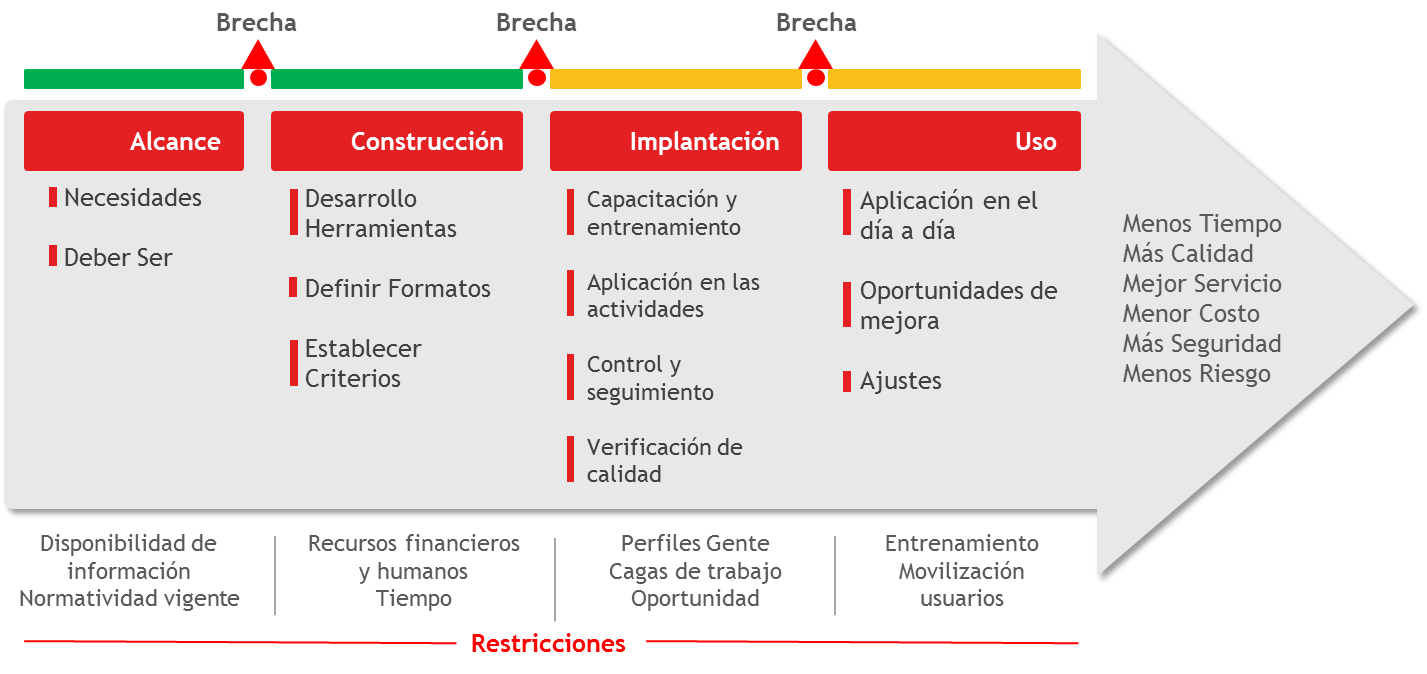 Brecha
Brecha
Brecha
Alcance
Necesidades
Deber Ser
Construcción
Desarrollo
Herramientas
Definir Formatos
Establecer
Criterios
Implantación
Capacitación y
entrenamiento
Aplicación en las
actividades
Control y
seguimiento
Verificación de
calidad
Uso
Aplicación en el
día a día
Oportunidades de
mejora
Ajustes
Menos Tiempo
Más Calidad
Mejor Servicio
Menor Costo
Más Seguridad
Menos Riesgo
Disponibilidad de
información
Normatividad vigente
Recursos financieros
y humanos
Tiempo
Perfiles Gente
Cagas de trabajo
Oportunidad
Entrenamiento
Movilización
usuarios
Restricciones